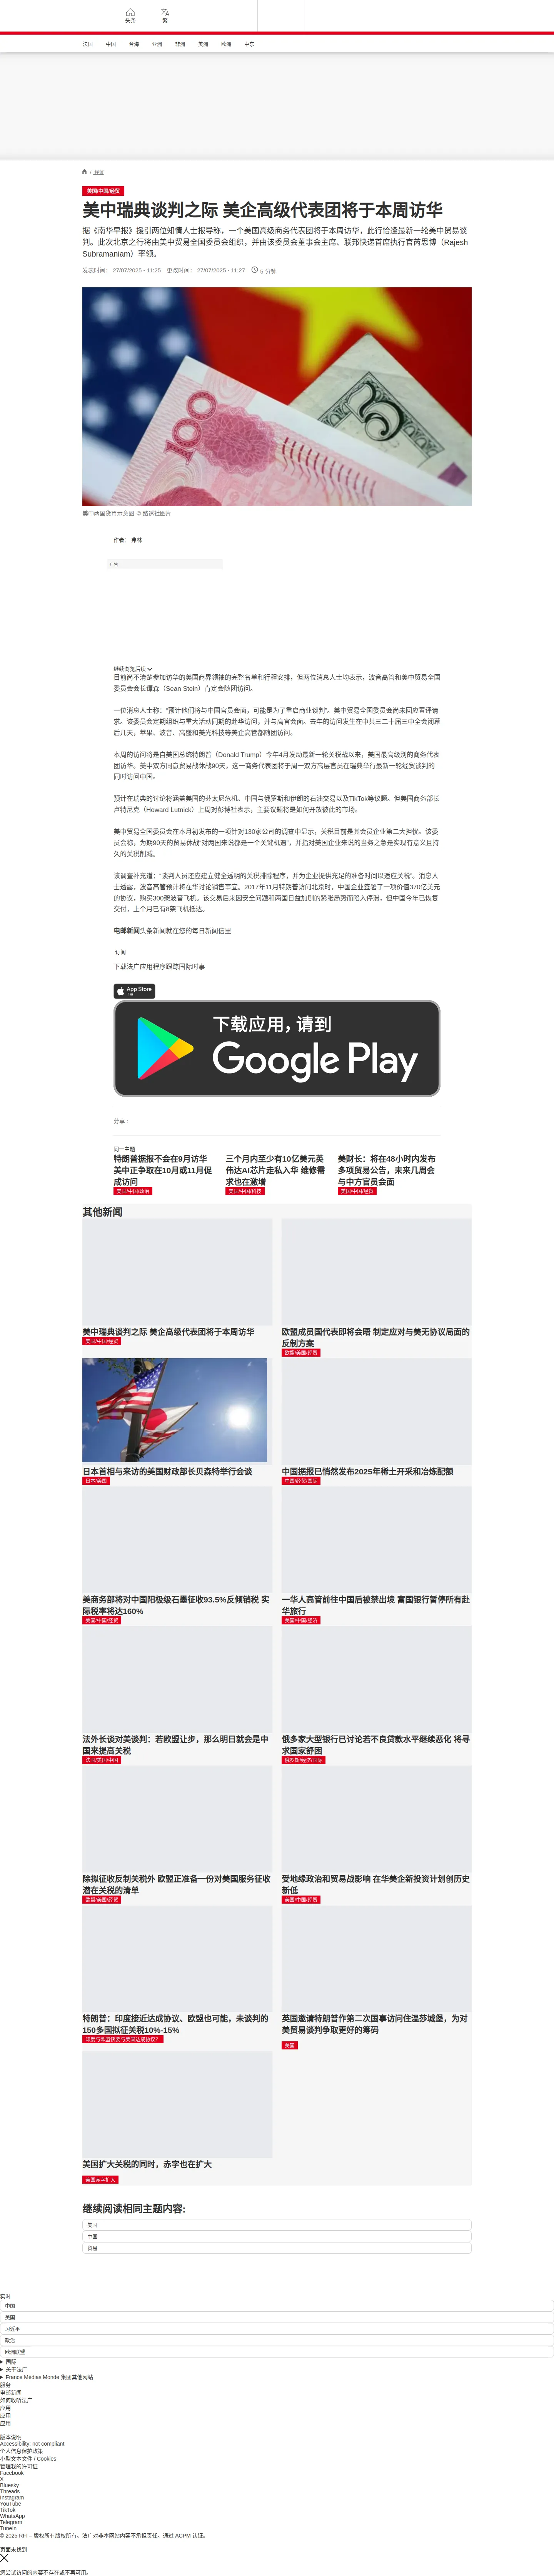 头条
繁
法国 中国 台海 亚洲 非洲 美洲 欧洲 中东
/ 经贸
美国/中国/经贸
美中瑞典谈判之际 美企高级代表团将于本周访华
据《南华早报》援引两位知情人士报导称，一个美国高级商务代表团将于本周访华，此行恰逢最新一轮美中贸易谈
判。此次北京之行将由美中贸易全国委员会组织，并由该委员会董事会主席、联邦快递首席执行官芮思博（Rajesh
Subramaniam）率领。
发表时间： 27/07/2025 - 11:25 更改时间： 27/07/2025 - 11:27 5 分钟
美中两国货币示意图 © 路透社图片
作者： 弗林
广告
继续浏览后续
目前尚不清楚参加访华的美国商界领袖的完整名单和行程安排，但两位消息人士均表示，波音高管和美中贸易全国
委员会会长谭森（Sean Stein）肯定会随团访问。
一位消息人士称：“预计他们将与中国官员会面，可能是为了重启商业谈判”。美中贸易全国委员会尚未回应置评请
求。该委员会定期组织与重大活动同期的赴华访问，并与高官会面。去年的访问发生在中共三中二十届三中全会闭幕
后几天，苹果、波音、高盛和美光科技等美企高管都随团访问。
本周的访问将是自美国总统特朗普（Donald Trump）今年4月发动最新一轮关税战以来，美国最高级别的商务代表
团访华。美中双方同意贸易战休战90天，这一商务代表团将于周一双方高层官员在瑞典举行最新一轮经贸谈判的
同时访问中国。
预计在瑞典的讨论将涵盖美国的芬太尼危机、中国与俄罗斯和伊朗的石油交易以及TikTok等议题。但美国商务部长
卢特尼克（Howard Lutnick）上周对彭博社表示，主要议题将是如何开放彼此的市场。
美中贸易全国委员会在本月初发布的一项针对130家公司的调查中显示，关税目前是其会员企业第二大担忧。该委
员会称，为期90天的贸易休战“对两国来说都是一个关键机遇”，并指对美国企业来说的当务之急是实现有意义且持
久的关税削减。
该调查补充道：“谈判人员还应建立健全透明的关税排除程序，并为企业提供充足的准备时间以适应关税”。消息人
士透露，波音高管预计将在华讨论销售事宜。2017年11月特朗普访问北京时，中国企业签署了一项价值370亿美元
的协议，购买300架波音飞机。该交易后来因安全问题和两国日益加剧的紧张局势而陷入停滞，但中国今年已恢复
交付，上个月已有8架飞机抵达。
电邮新闻头条新闻就在您的每日新闻信里
订阅
下载法广应用程序跟踪国际时事
App Store
下载
下载应用，请到
Google Play
分享 :
同一主题
特朗普据报不会在9月访华
美中正争取在10月或11月促
成访问
美国/中国/政治
三个月内至少有10亿美元英
伟达AI芯片走私入华 维修需
求也在激增
美国/中国/科技
美财长：将在48小时内发布
多项贸易公告，未来几周会
与中方官员会面
美国/中国/经贸
其他新闻
美中瑞典谈判之际 美企高级代表团将于本周访华
美国/中国/经贸
欧盟成员国代表即将会晤 制定应对与美无协议局面的
反制方案
欧盟/美国/经贸
日本首相与来访的美国财政部长贝森特举行会谈
日本/美国
中国据报已悄然发布2025年稀土开采和冶炼配额
中国/经贸/国际
美商务部将对中国阳极级石墨征收93.5%反倾销税 实
际税率将达160%
美国/中国/经贸
一华人高管前往中国后被禁出境 富国银行暂停所有赴
华旅行
美国/中国/经济
法外长谈对美谈判：若欧盟让步，那么明日就会是中
国来提高关税
法国/美国/中国
俄多家大型银行已讨论若不良贷款水平继续恶化 将寻
求国家舒困
俄罗斯/经济/国际
除拟征收反制关税外 欧盟正准备一份对美国服务征收
潜在关税的清单
欧盟/美国/经贸
受地缘政治和贸易战影响 在华美企新投资计划创历史
新低
美国/中国/经贸
特朗普：印度接近达成协议、欧盟也可能，未谈判的
150多国拟征关税10%-15%
印度与欧盟快要与美国达成协议？
英国邀请特朗普作第二次国事访问住温莎城堡，为对
美贸易谈判争取更好的筹码
英国
美国扩大关税的同时，赤字也在扩大
美国赤字扩大
继续阅读相同主题内容:
美国
中国
贸易
实时
中国
美国
习近平
政治
欧洲联盟
国际
关于法广
France Médias Monde 集团其他网站
服务
电邮新闻
如何收听法广
应用
应用
应用
版本说明
Accessibility: not compliant
个人信息保护政策
小型文本文件 / Cookies
管理我的许可证
Facebook
X
Bluesky
Threads
Instagram
YouTube
TikTok
WhatsApp
Telegram
TuneIn
© 2025 RFI – 版权所有版权所有。法广对非本网站内容不承担责任。通过 ACPM 认证。
页面未找到
您尝试访问的内容不存在或不再可用。